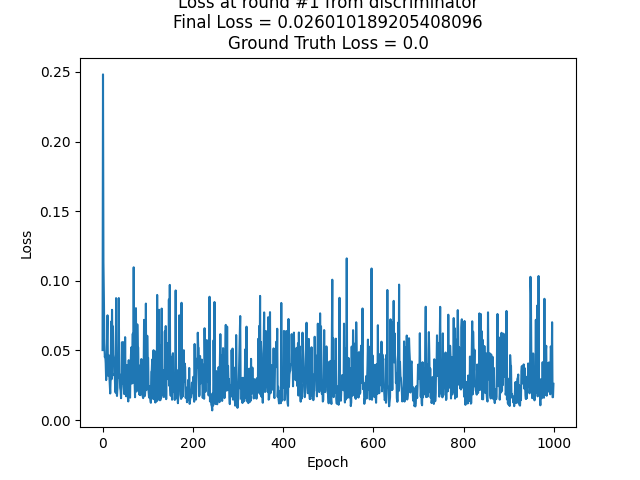 Loss at round #1 from discriminator
Final Loss = 0.026010189205408096
Ground Truth Loss = 0.0
0.25
0.20
0.15
0.10
0.05
0.00
Loss
0
200
400
600
800
1000
Epoch